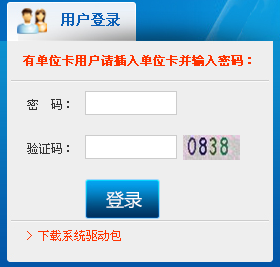 用户登录
有单位卡用户请插入单位卡并输入密码：
密 码：
验证码： 0838
登录
> 下载系统驱动包